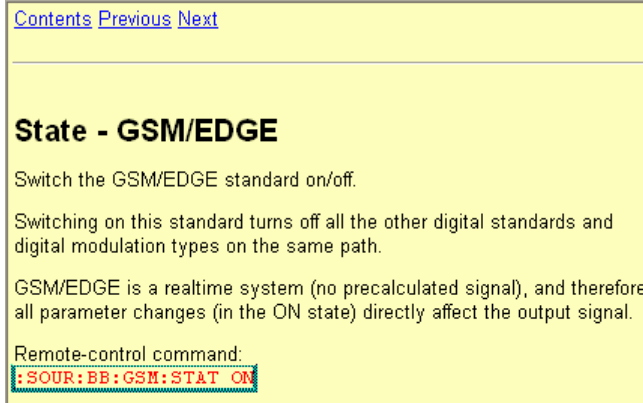 Contents Previous Next
State - GSM/EDGE
Switch the GSM/EDGE standard on/off.
Switching on this standard turns off all the other digital standards and
digital modulation types on the same path.
GSM/EDGE is a realtime system (no precalculated signal), and therefore
all parameter changes (in the ON state) directly affect the output signal.
Remote-control command:
:SOUR:BB:GSM:STAT ON